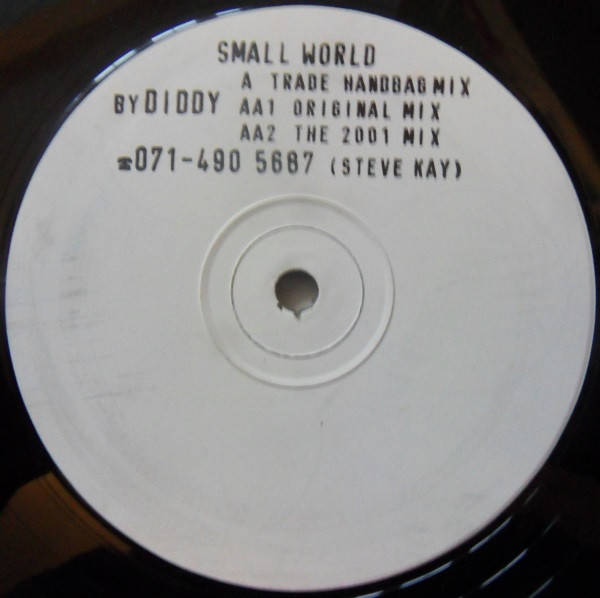 SMALL WORLD
A TRADE HANDBAG MIX
BY DIDDY AA1 ORIGINAL MIX
AA2 THE 2001 MIX
☎071-490 5687 (STEVE KAY)